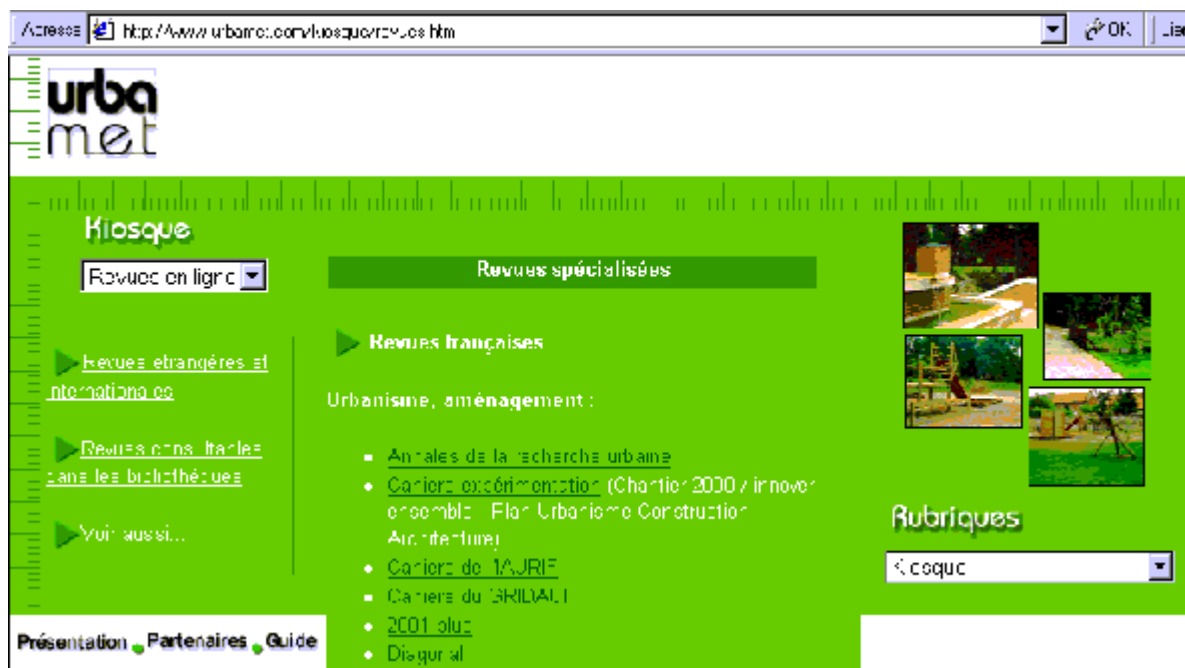 Adresse http://www.urbamet.com/kiosque/revues.htm OK
urba
met
Kiosque
Revues en ligne
Revues spécialisées
Revues françaises
Revues etrangères et
internationales
Urbanisme, aménagement :
Revues consultables
dans les bibliothèques
Annales de la recherche urbaine
Cahiers expérimentation (Chantier 2000 / innover
ensemble - Plan Urbanisme Construction
Architecture)
Voir aussi...
Rubriques
Kiosque
Cahiers de
Cahiers du GRIDAUH
2001 plus
Diagonal
Présentation Partenaires Guide